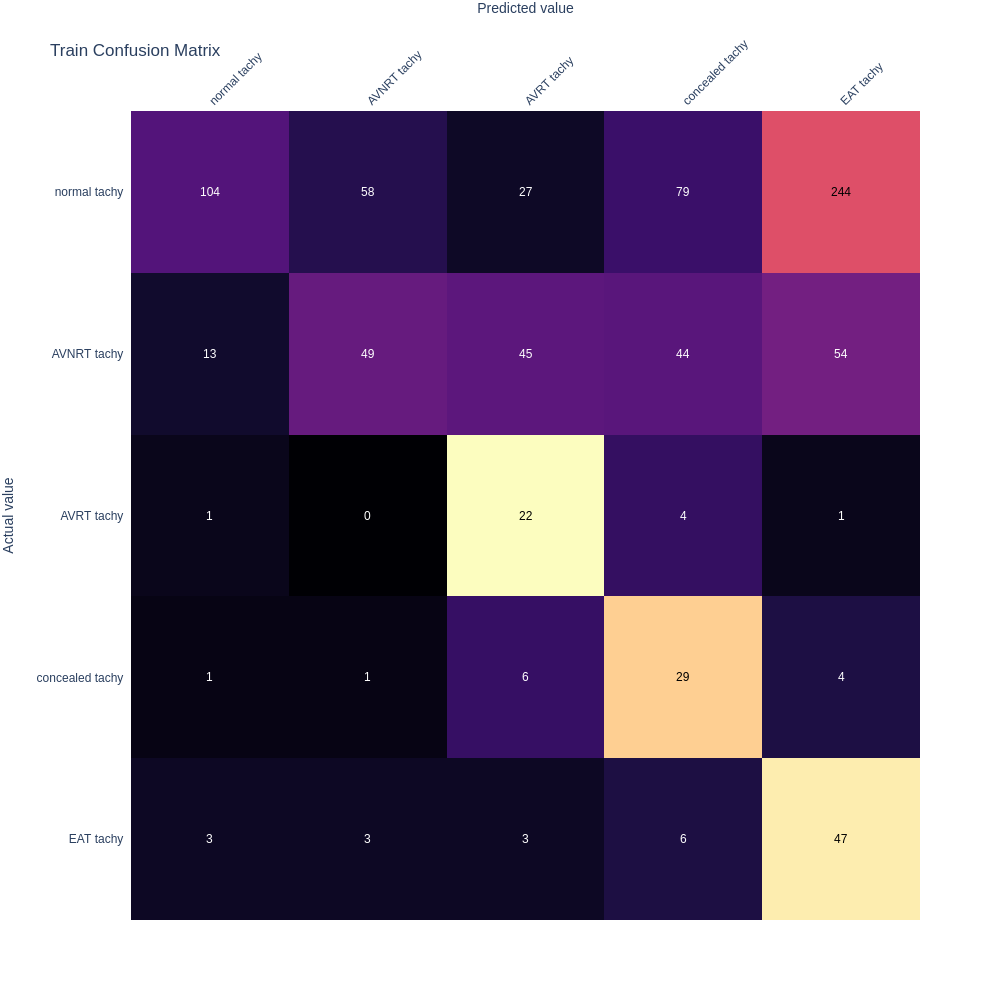 Predicted value
Train Confusion Matrix
normal tachy
AVNRT tachy
AVRT tachy
concealed tachy
EAT tachy
normal tachy 104 58 27 79 244
AVNRT tachy 13 49 45 44 54
AVRT tachy 1 0 22 4 1
Actual value
concealed tachy 1 1 6 29 4
EAT tachy 3 3 3 6 47